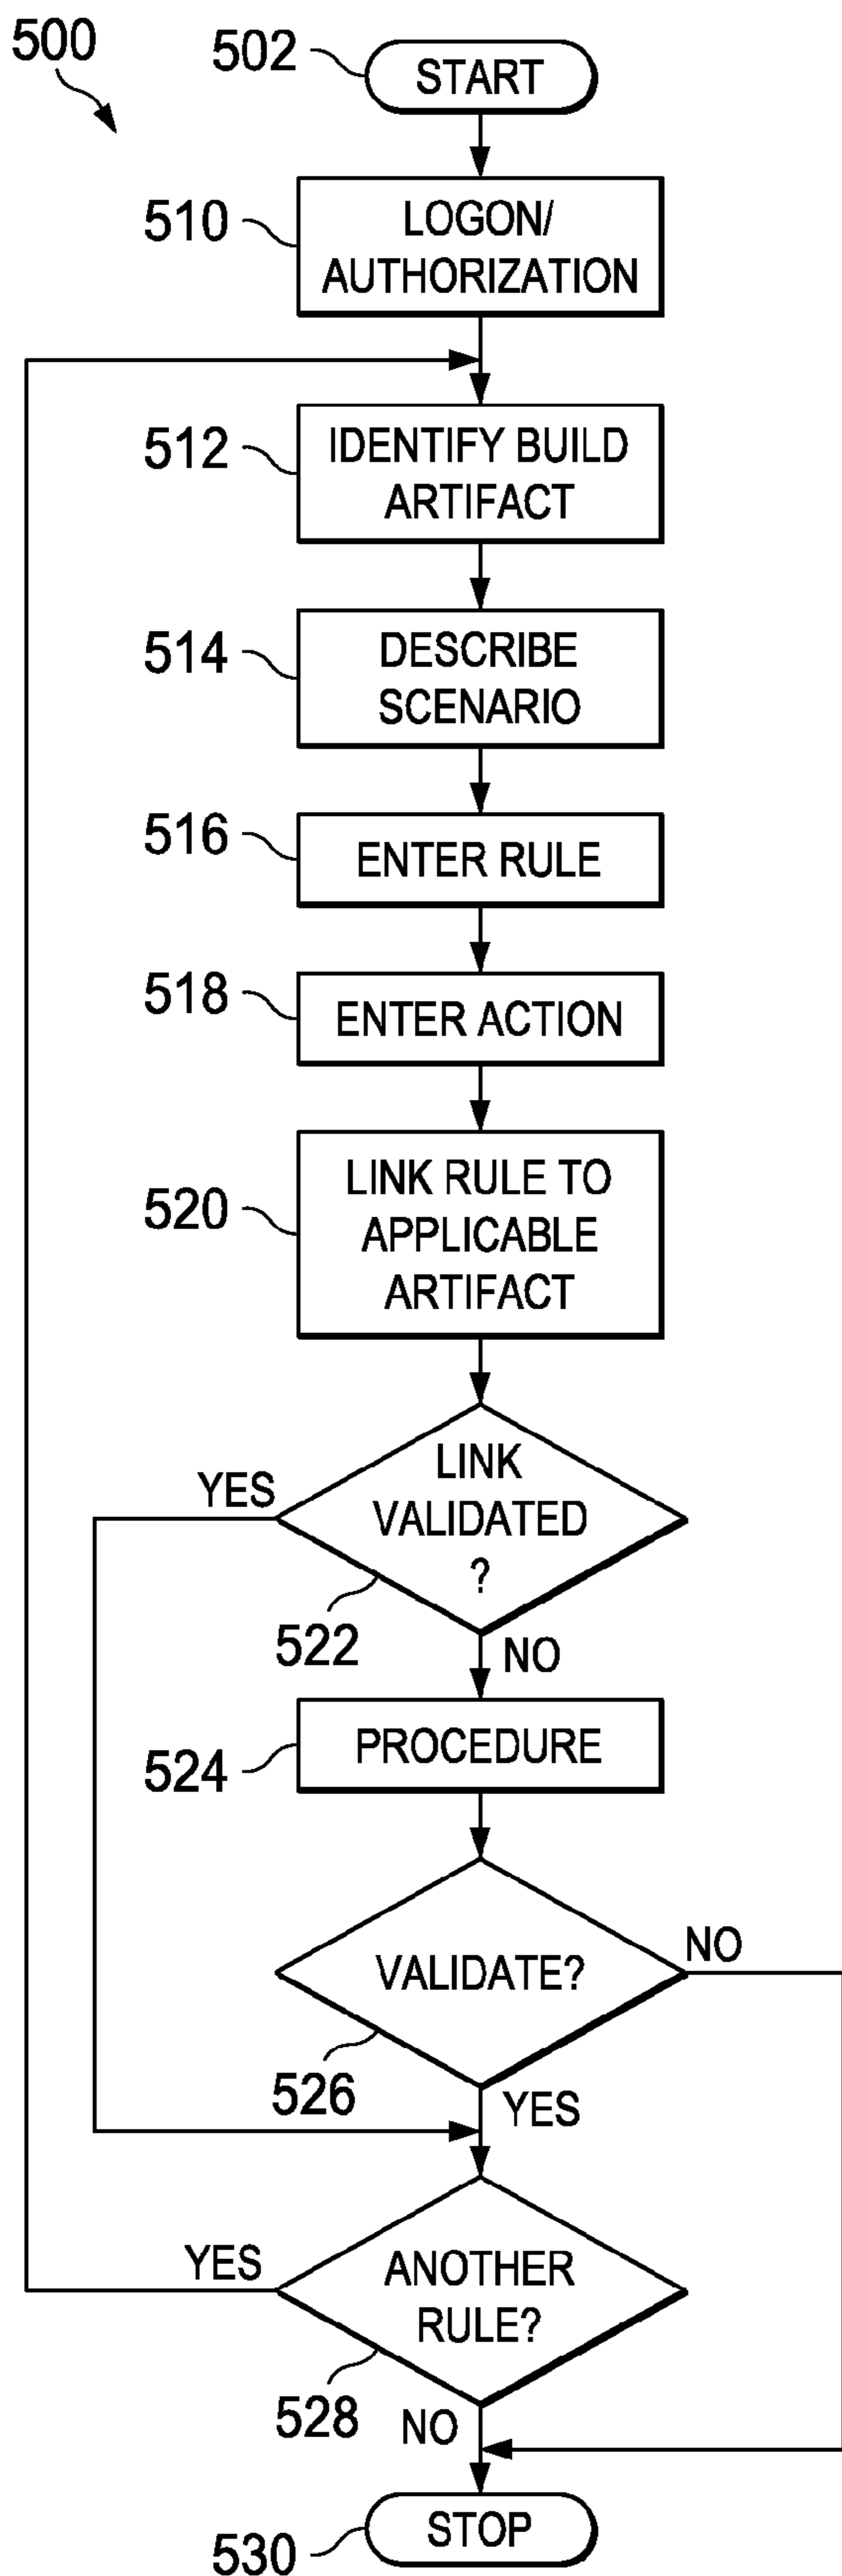 500
502
START
510
LOGON/
AUTHORIZATION
512
IDENTIFY BUILD
ARTIFACT
514
DESCRIBE
SCENARIO
516
ENTER RULE
518
ENTER ACTION
520
LINK RULE TO
APPLICABLE
ARTIFACT
YES
LINK
VALIDATED
?
522
NO
524
PROCEDURE
VALIDATE?
NO
526
YES
YES
ANOTHER
RULE?
528
NO
530
STOP